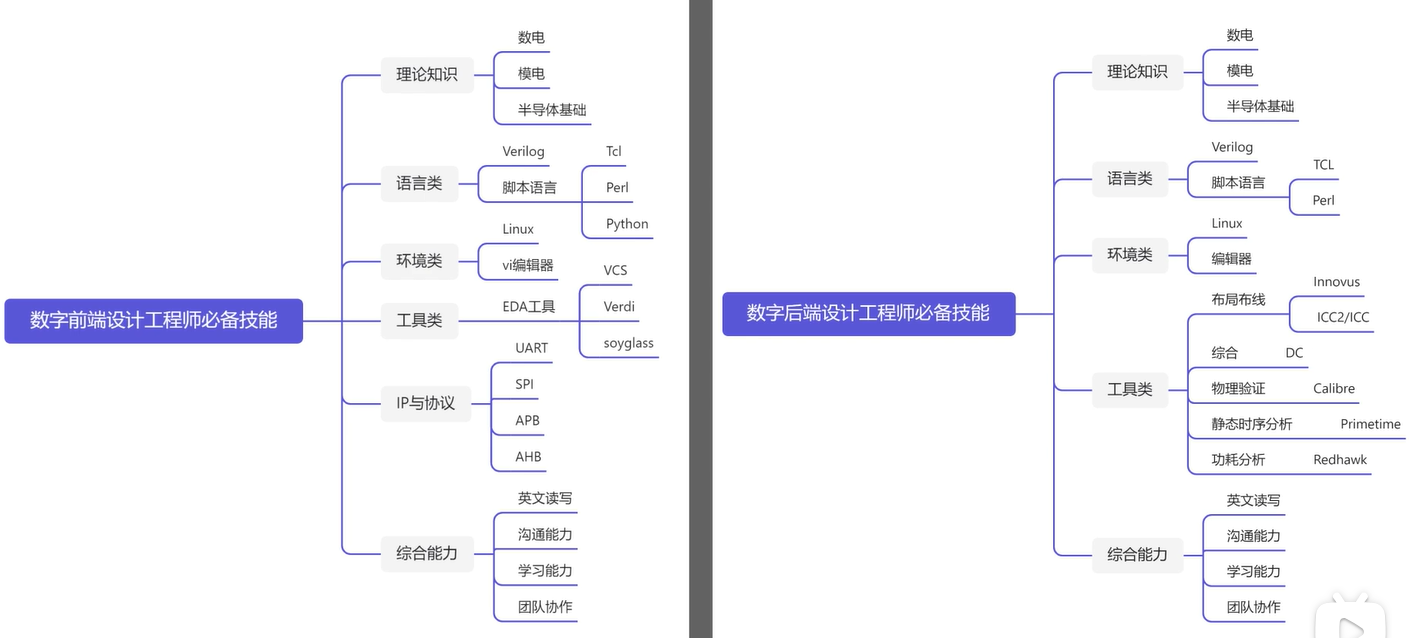 数字前端设计工程师必备技能
理论知识
数电
模电
半导体基础
语言类
Verilog
脚本语言
Tcl
Perl
Python
环境类
Linux
vi编辑器
工具类
EDA工具
VCS
Verdi
soyglass
IP与协议
UART
SPI
APB
AHB
综合能力
英文读写
沟通能力
学习能力
团队协作
数字后端设计工程师必备技能
理论知识
数电
模电
半导体基础
语言类
Verilog
脚本语言
TCL
Perl
环境类
Linux
编辑器
工具类
布局布线
Innovus
ICC2/ICC
综合 DC
物理验证 Calibre
静态时序分析 Primetime
功耗分析 Redhawk
综合能力
英文读写
沟通能力
学习能力
团队协作